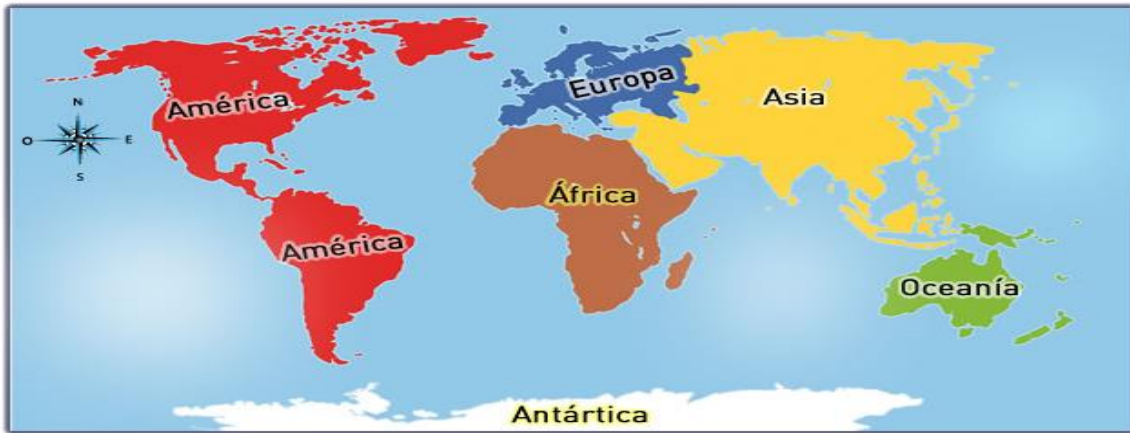 América
Europa
Asia
N
O
E
S
África
América
Oceanía
Antártica